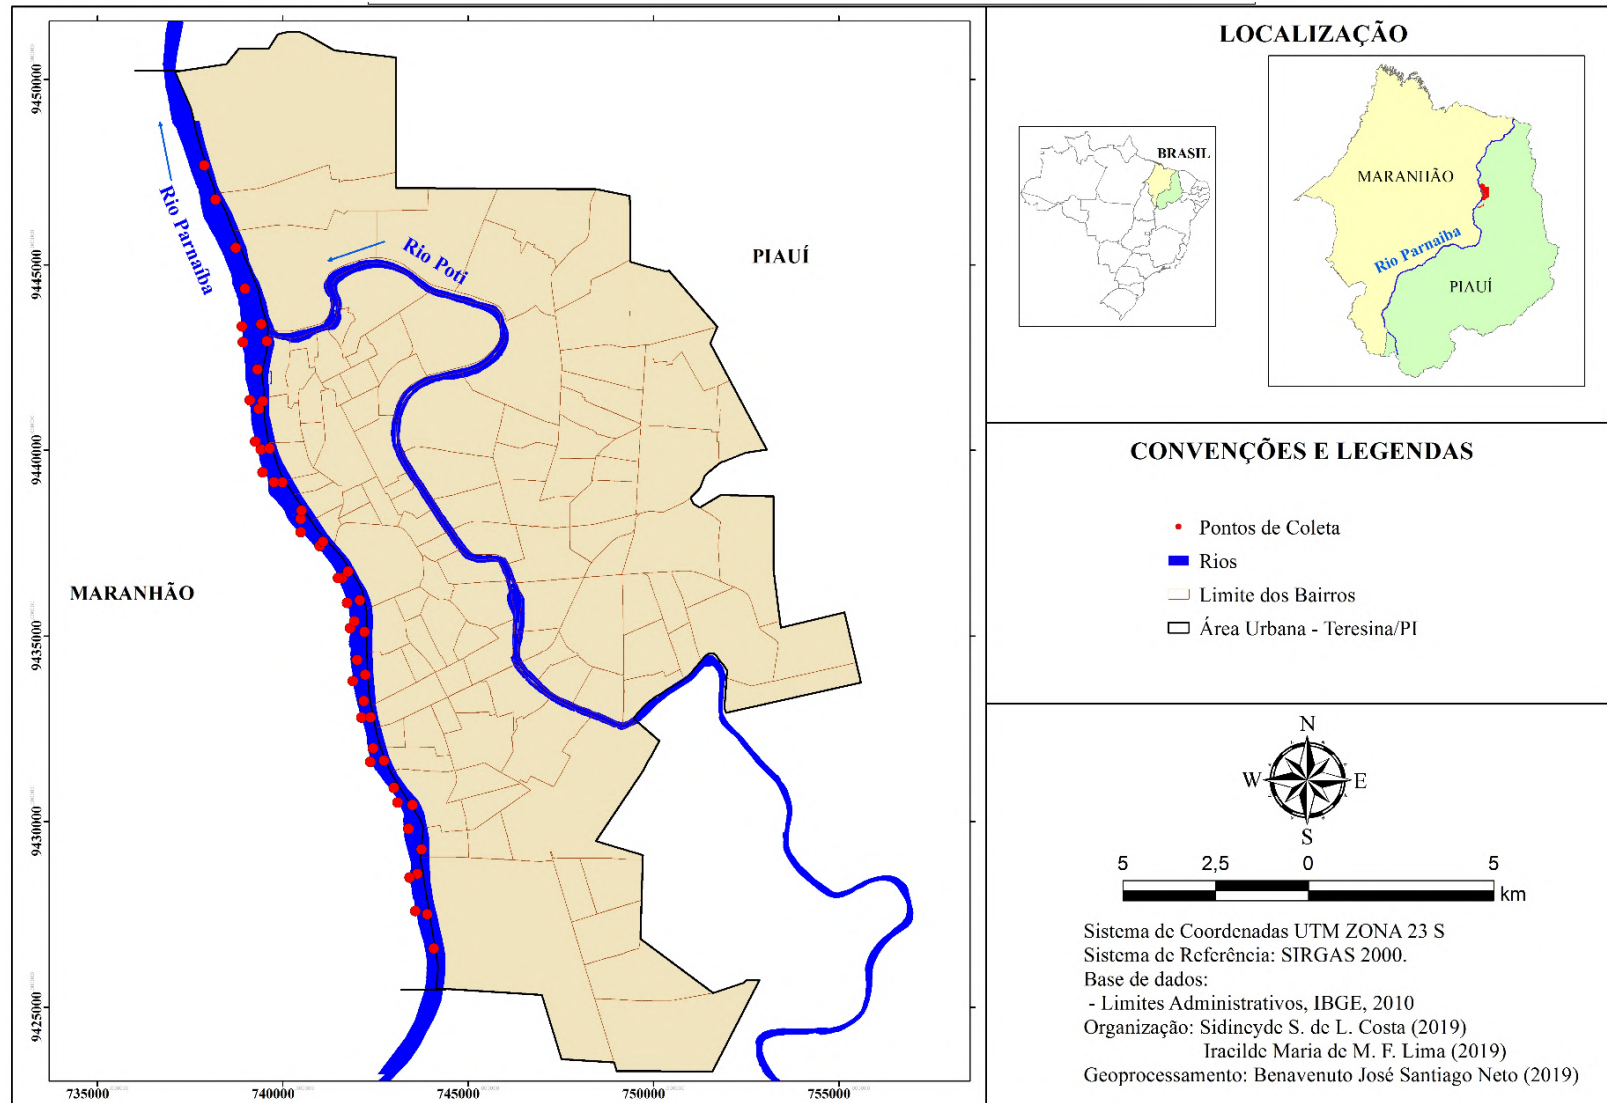 9450000
9445000
9440000
9435000
9430000
9425000
735000
740000
745000
750000
755000
Rio Parnaíba
Rio Poti
PIAUÍ
MARANHÃO
LOCALIZAÇÃO
BRASIL
MARANHÃO
Rio Parnaíba
PIAUÍ
CONVENÇÕES E LEGENDAS
Pontos de Coleta
Rios
Limite dos Bairros
Área Urbana - Teresina/PI
N
W E
S
5 2,5 0 5
km
Sistema de Coordenadas UTM ZONA 23 S
Sistema de Referência: SIRGAS 2000.
Base de dados:
- Limites Administrativos, IBGE, 2010
Organização: Sidineyde S. de L. Costa (2019)
Iracilde Maria de M. F. Lima (2019)
Geoprocessamento: Benavenuto José Santiago Neto (2019)